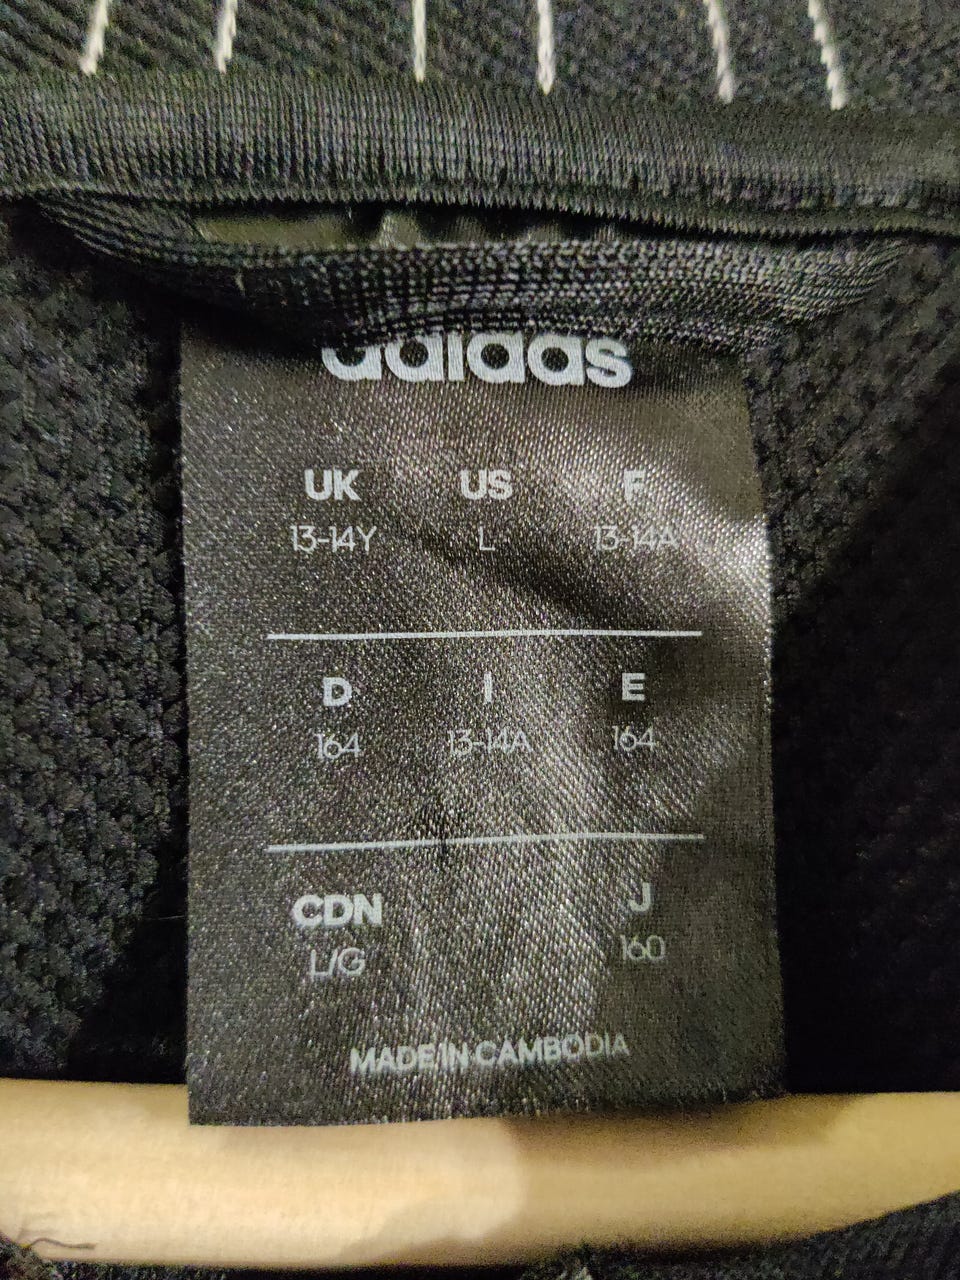 adidas
UK US F
13-14Y L 13-14A
D I E
164 13-14A 164
CDN J
L/G 160
MADE IN CAMBODIA